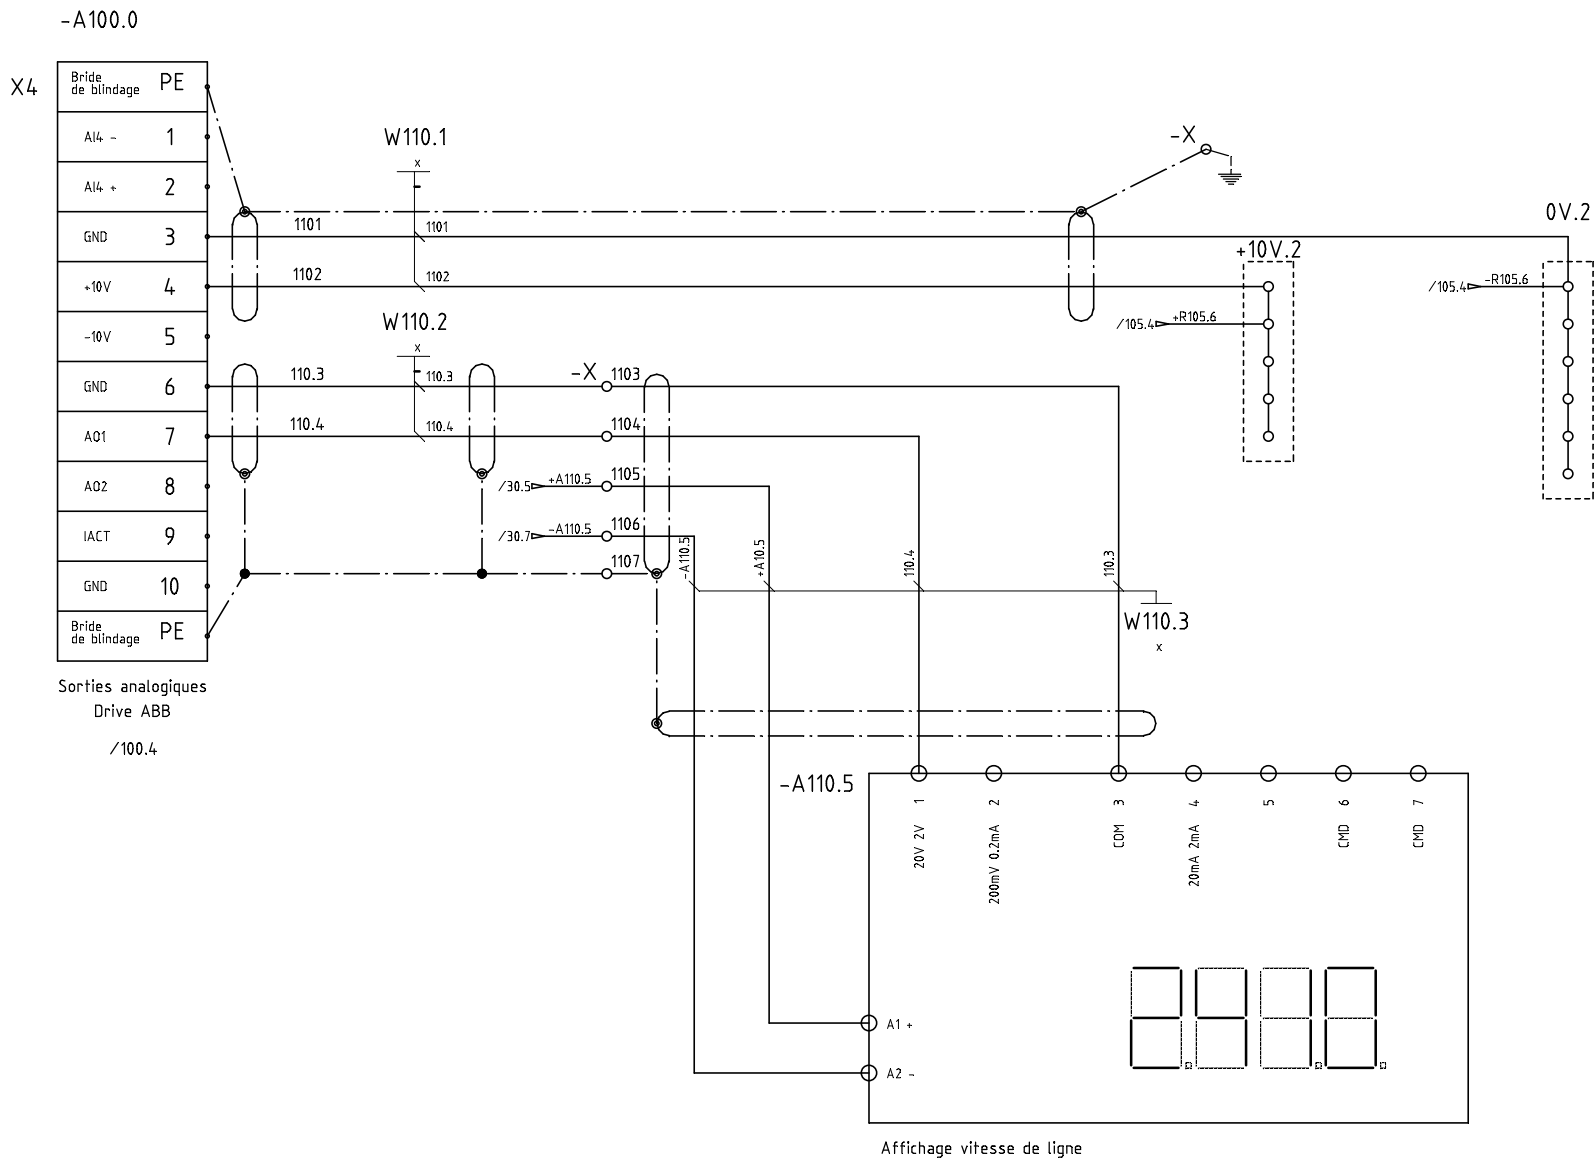 -A100.0
X4
Bride
de blindage PE
AI4 - 1
AI4 + 2
GND 3
+10V 4
-10V 5
GND 6
AO1 7
AO2 8
IACT 9
GND 10
Bride
de blindage PE
Sorties analogiques
Drive ABB
/100.4
W110.1
x
1101 1101
1102 1102
W110.2
x
110.3 110.3
110.4 110.4
-X
0V.2
+10V.2
/105.4 -R105.6
/105.4 +R105.6
-X 1103
1104
/30.5 +A110.5 1105
/30.7 -A110.5 1106
1107
-A110.5
+A10.5
110.4
110.3
W110.3
x
-A110.5
1
20V 2V
2
200mV 0.2mA
3
COM
4
20mA 2mA
5
6
CMD
7
CMD
A1 +
A2 -
Affichage vitesse de ligne